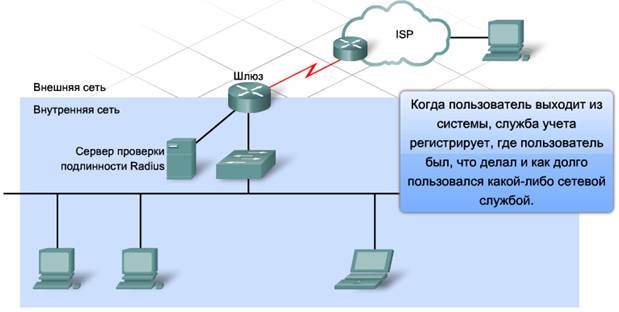 ISP
Шлюз
Внешняя сеть
Внутренняя сеть
Сервер проверки
подлинности Radius
Когда пользователь выходит из
системы, служба учета
регистрирует, где пользователь
был, что делал и как долго
пользовался какой-либо сетевой
службой.